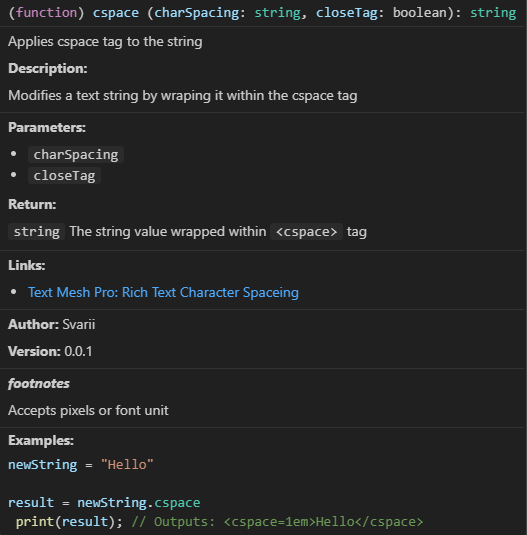 (function) cspace (charSpacing: string, closeTag: boolean): string
Applies cspace tag to the string
Description:
Modifies a text string by wraping it within the cspace tag
Parameters:
• charSpacing
• closeTag
Return:
string The string value wrapped within <cspace> tag
Links:
• Text Mesh Pro: Rich Text Character Spaceing
Author: Svarii
Version: 0.0.1
footnotes
Accepts pixels or font unit
Examples:
newString = "Hello"
result = newString.cspace
print(result); // Outputs: <cspace=1em>Hello</cspace>